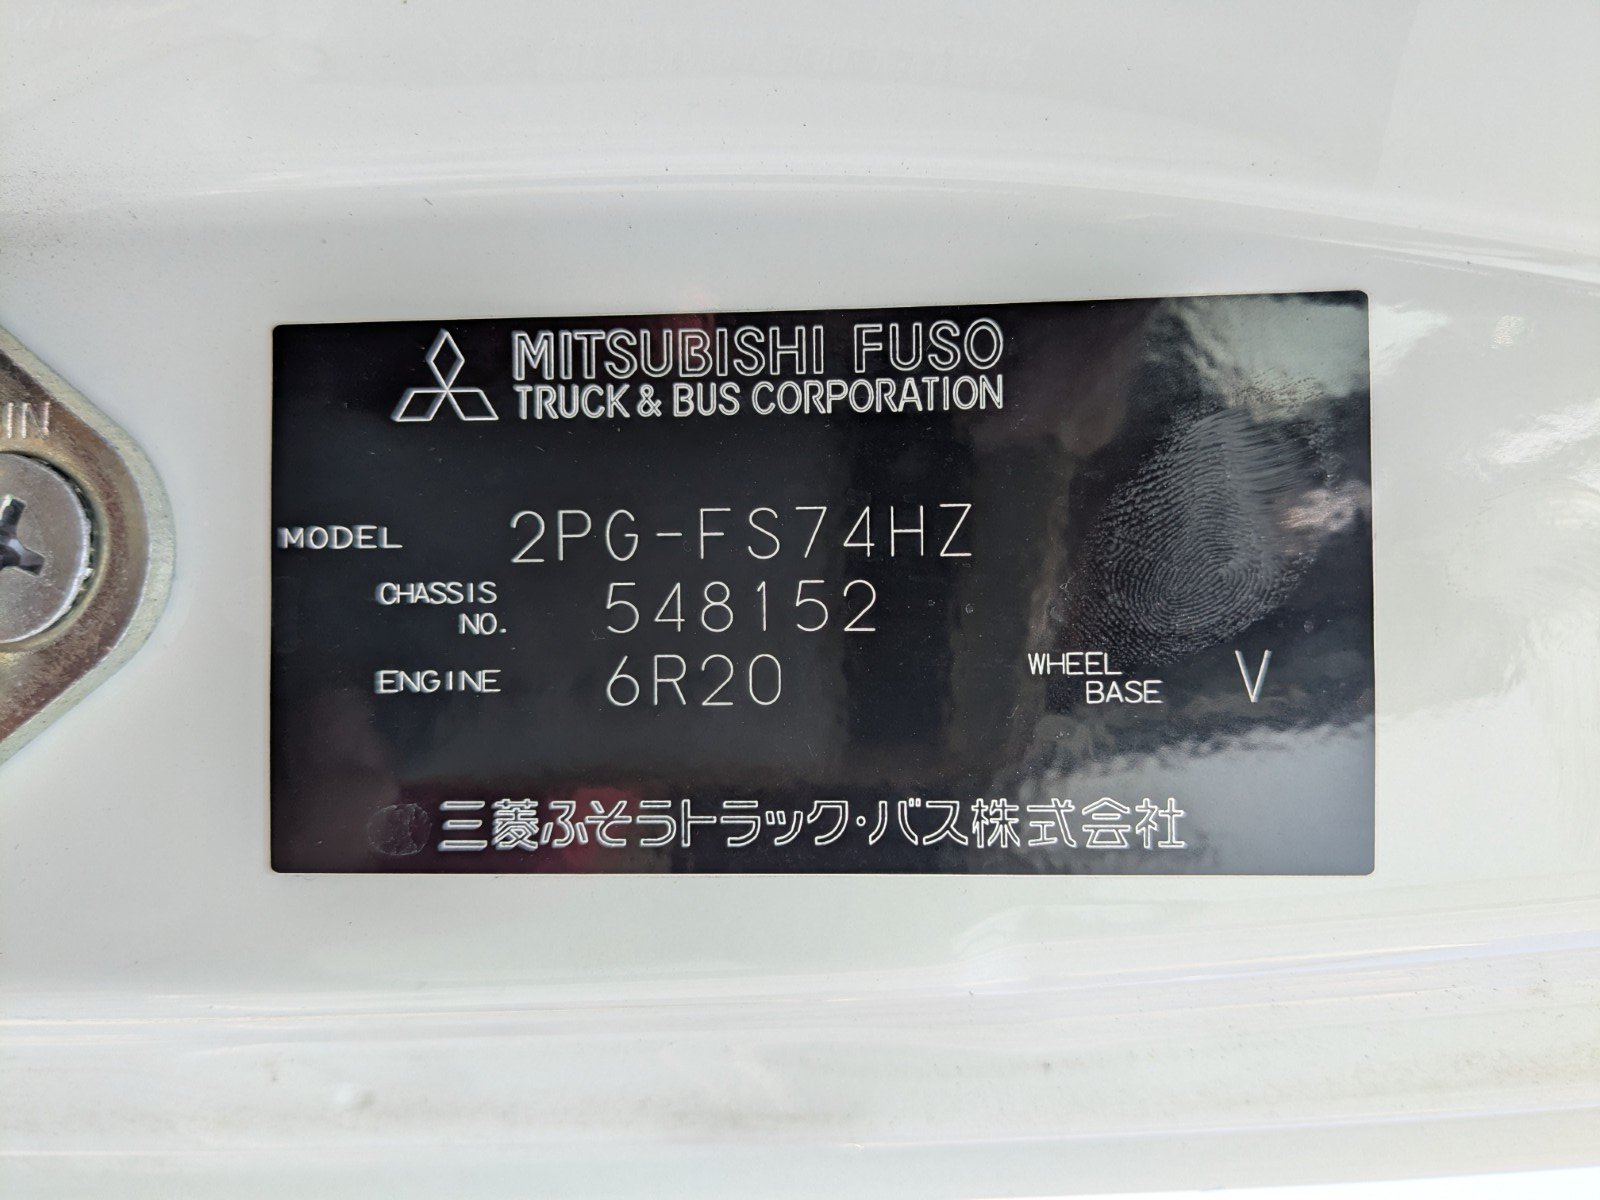 MITSUBISHI FUSO
TRUCK & BUS CORPORATION
IN
MODEL 2PG-FS74HZ
CHASSIS NO. 548152
ENGINE 6R20
WHEEL BASE V
三菱ふそうトラック・バス株式会社